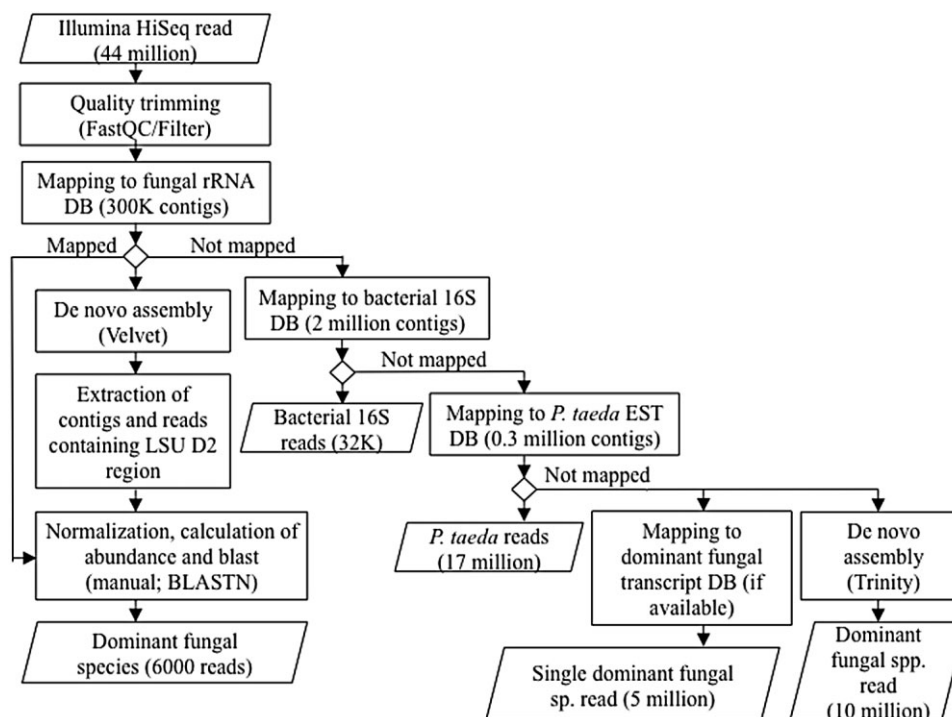 Illumina HiSeq read
(44 million)
Quality trimming
(FastQC/Filter)
Mapping to fungal rRNA
DB (300K contigs)
Mapped
Not mapped
De novo assembly
(Velvet)
Extraction of
contigs and reads
containing LSU D2
region
Normalization, calculation of
abundance and blast
(manual; BLASTN)
Dominant fungal
species (6000 reads)
Mapping to bacterial 16S
DB (2 million contigs)
Not mapped
Bacterial 16S
reads (32K)
Mapping to P. taeda EST
DB (0.3 million contigs)
Not mapped
P. taeda reads
(17 million)
Mapping to
dominant fungal
transcript DB (if
available)
Single dominant fungal
sp. read (5 million)
De novo
assembly
(Trinity)
Dominant
fungal spp.
read
(10 million)